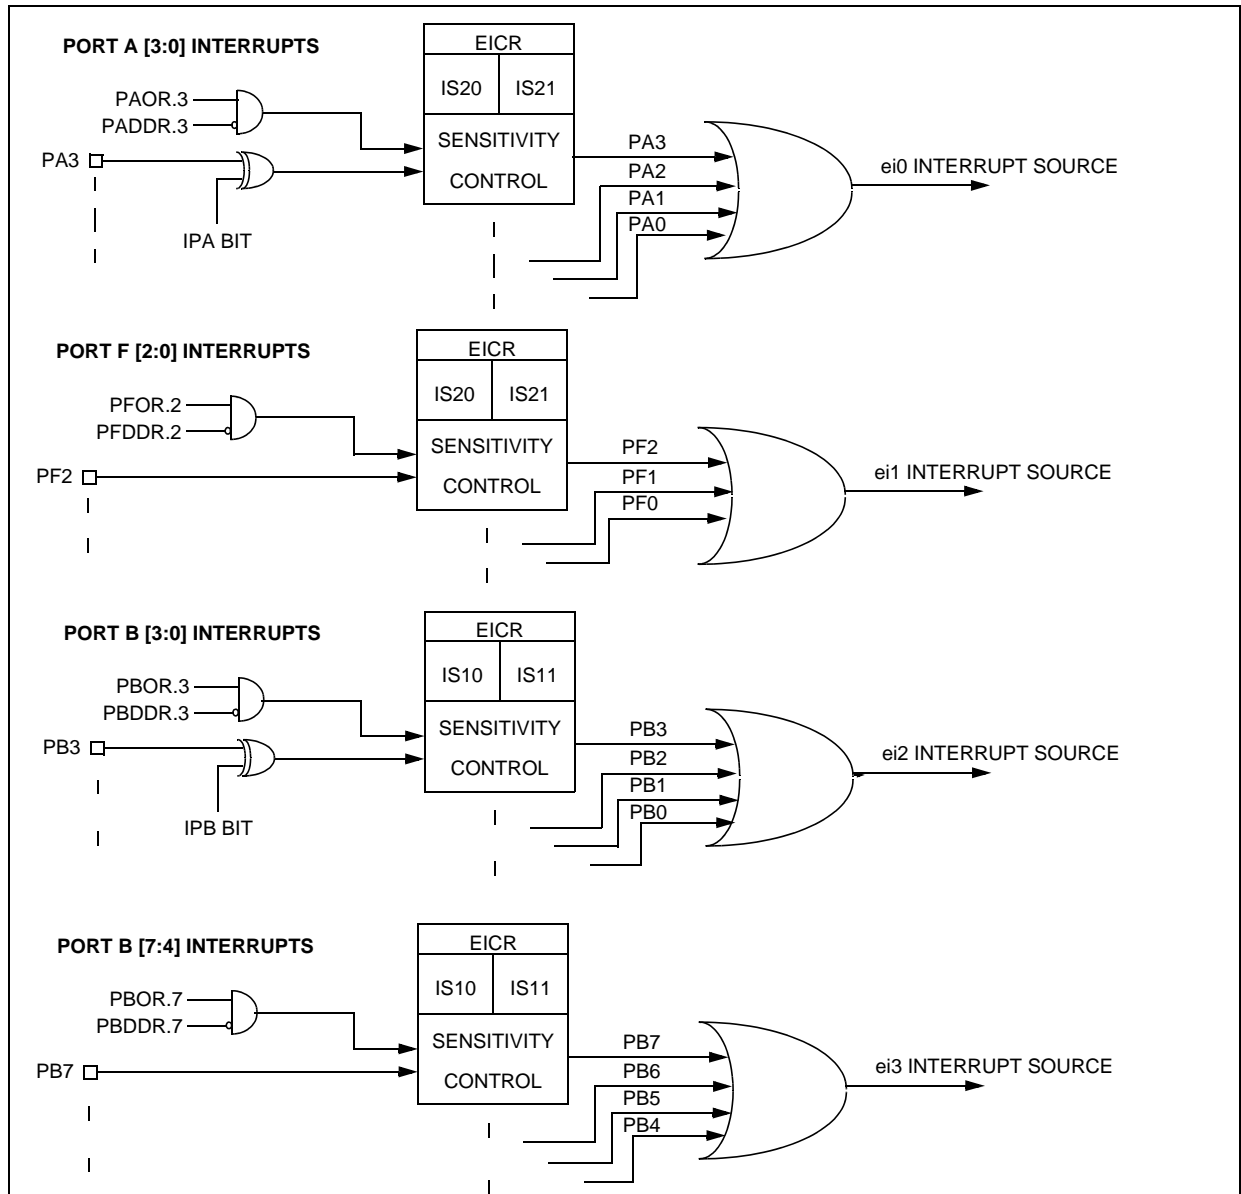 PORT A [3:0] INTERRUPTS
EICR
IS20 IS21
PAOR.3
PADDR.3
SENSITIVITY
CONTROL
PA3
IPA BIT
PA3
PA2
PA1
PA0
ei0 INTERRUPT SOURCE
PORT F [2:0] INTERRUPTS
EICR
IS20 IS21
PFOR.2
PFDDR.2
SENSITIVITY
CONTROL
PF2
PF2
PF1
PF0
ei1 INTERRUPT SOURCE
PORT B [3:0] INTERRUPTS
EICR
IS10 IS11
PBOR.3
PBDDR.3
SENSITIVITY
CONTROL
PB3
IPB BIT
PB3
PB2
PB1
PB0
ei2 INTERRUPT SOURCE
PORT B [7:4] INTERRUPTS
EICR
IS10 IS11
PBOR.7
PBDDR.7
SENSITIVITY
CONTROL
PB7
PB7
PB6
PB5
PB4
ei3 INTERRUPT SOURCE